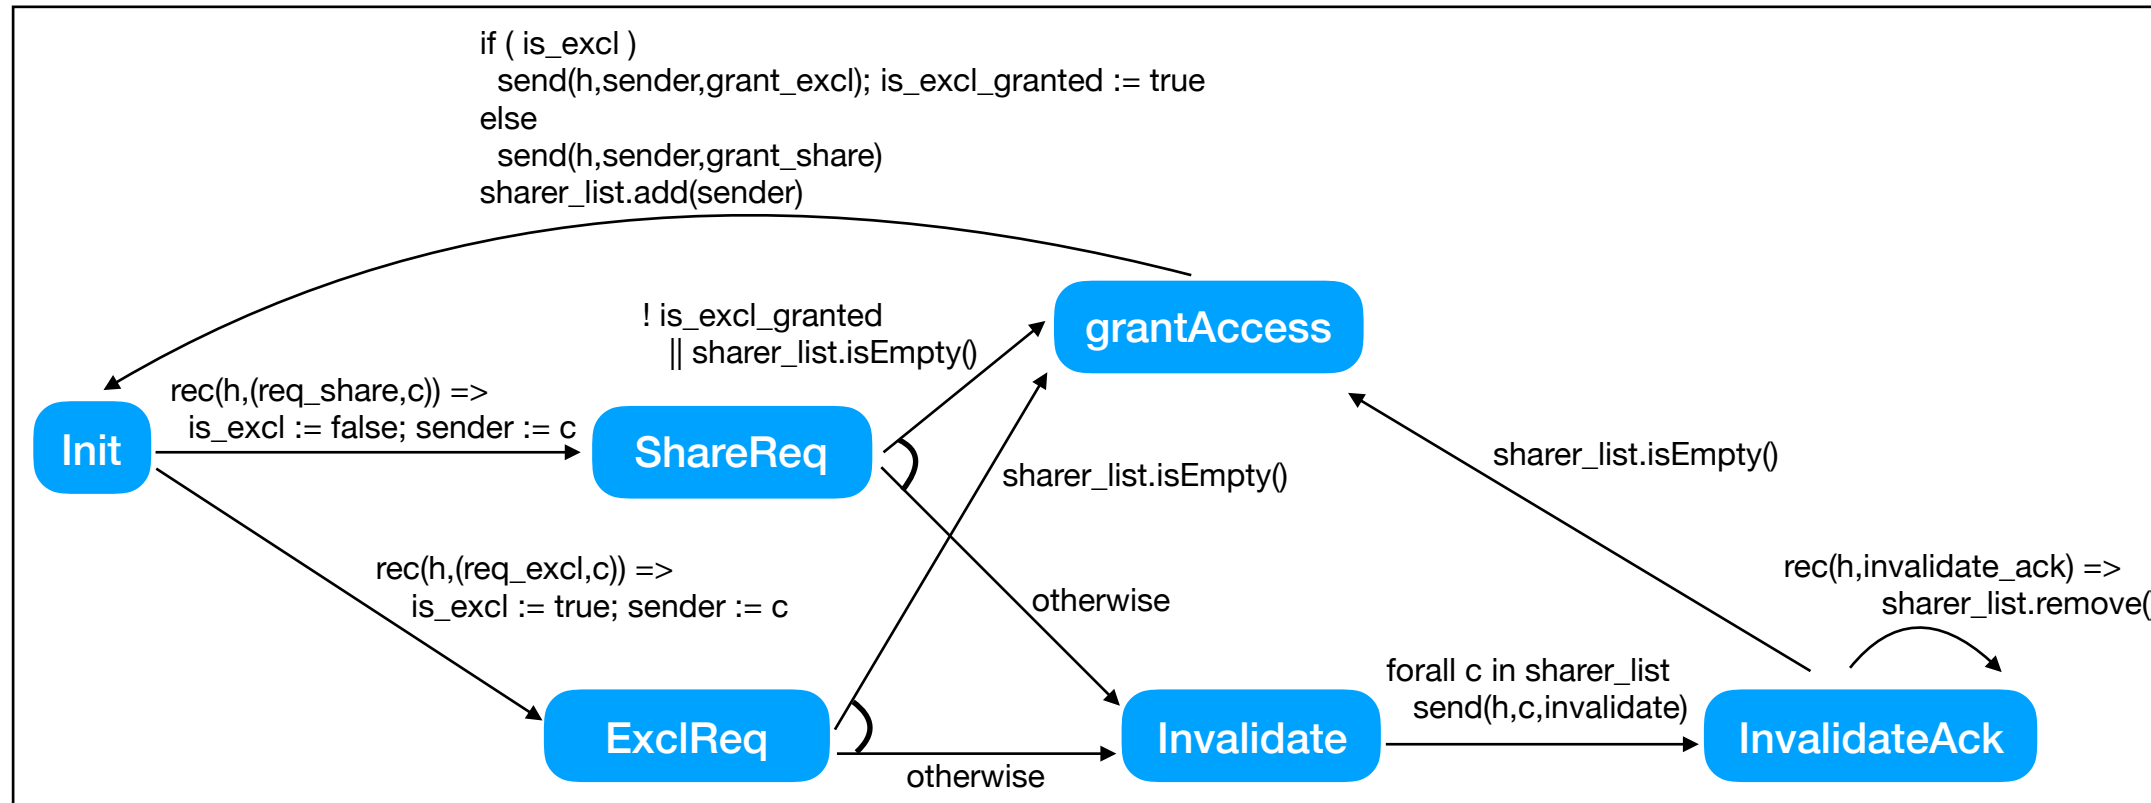 if ( is_excl )
send(h,sender,grant_excl); is_excl_granted := true
else
send(h,sender,grant_share)
sharer_list.add(sender)
! is_excl_granted
|| sharer_list.isEmpty()
grantAccess
rec(h,(req_share,c)) =>
is_excl := false; sender := c
Init
ShareReq
sharer_list.isEmpty()
sharer_list.isEmpty()
rec(h,(req_excl,c)) =>
is_excl := true; sender := c
otherwise
rec(h,invalidate_ack) =>
sharer_list.remove()
forall c in sharer_list
send(h,c,invalidate)
ExclReq
otherwise
Invalidate
InvalidateAck